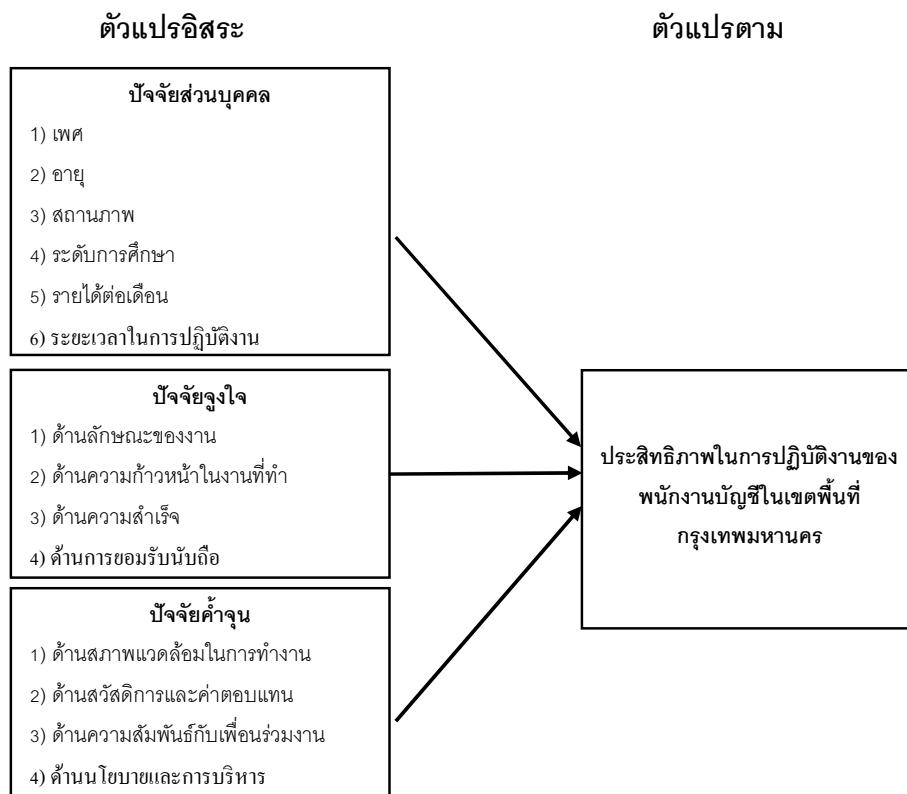 ตัวแปรอิสระ
ตัวแปรตาม
ปัจจัยส่วนบุคคล
1) เพศ
2) อายุ
3) สถานภาพ
4) ระดับการศึกษา
5) รายได้ต่อเดือน
6) ระยะเวลาในการปฏิบัติงาน
ปัจจัยจูงใจ
1) ด้านลักษณะของงาน
2) ด้านความก้าวหน้าในงานที่ทำ
3) ด้านความสำเร็จ
4) ด้านการยอมรับนับถือ
ปัจจัยค้ำจุน
1) ด้านสภาพแวดล้อมในการทำงาน
2) ด้านสวัสดิการและค่าตอบแทน
3) ด้านความสัมพันธ์กับเพื่อนร่วมงาน
4) ด้านนโยบายและการบริหาร
ประสิทธิภาพในการปฏิบัติงานของ
พนักงานบัญชีในเขตพื้นที่
กรุงเทพมหานคร